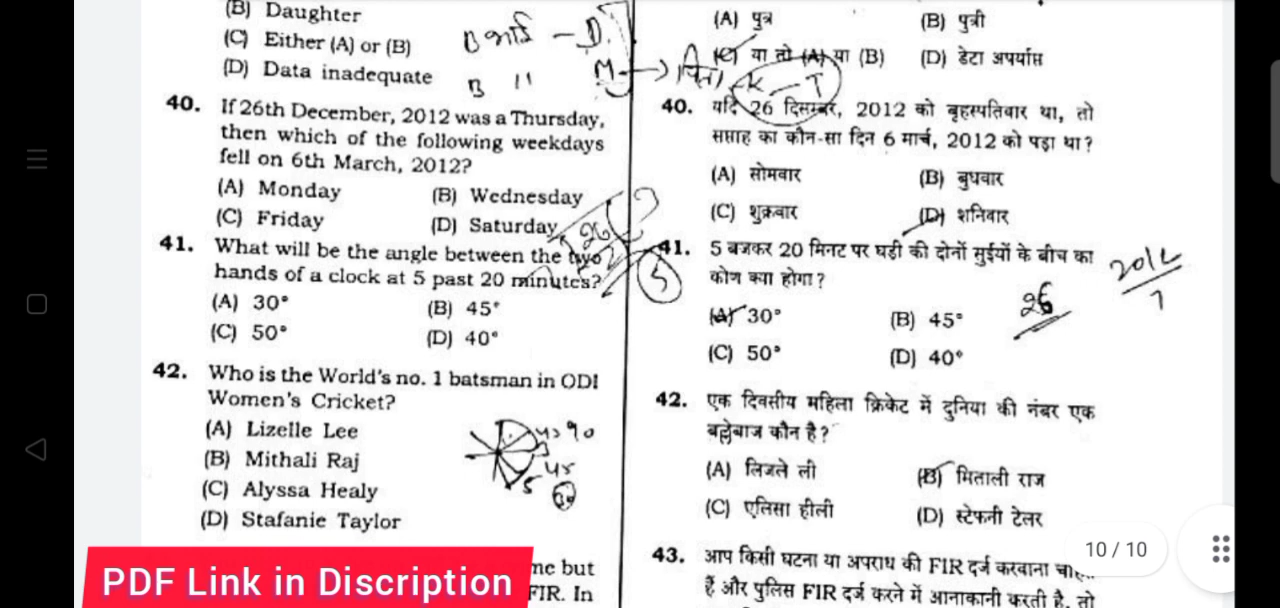 (B) Daughter
(C) Either (A) or (B)
(D) Data inadequate
40. If 26th December, 2012 was a Thursday,
then which of the following weekdays
fell on 6th March, 2012?
(A) Monday (B) Wednesday
(C) Friday (D) Saturday
41. What will be the angle between the two
hands of a clock at 5 past 20 minutes?
(A) 30° (B) 45°
(C) 50° (D) 40°
42. Who is the World's no. 1 batsman in ODI
Women's Cricket?
(A) Lizelle Lee
(B) Mithali Raj
(C) Alyssa Healy
(D) Stafanie Taylor
me but
FIR. In
PDF Link in Discription
(A) पुत्र (B) पुत्री
(C) या तो (A) या (B) (D) डेटा अपर्याप्त
40. यदि 26 दिसम्बर, 2012 को बृहस्पतिवार था, तो
सप्ताह का कौन-सा दिन 6 मार्च, 2012 को पड़ा था?
(A) सोमवार (B) बुधवार
(C) शुक्रवार (D) शनिवार
41. 5 बजकर 20 मिनट पर घड़ी की दोनों सुईयों के बीच का
कोण क्या होगा?
(A) 30° (B) 45°
(C) 50° (D) 40°
42. एक दिवसीय महिला क्रिकेट में दुनिया की नंबर एक
बल्लेबाज कौन है?
(A) लिजले ली (B) मिताली राज
(C) एलिसा हीली (D) स्टेफनी टेलर
43. आप किसी घटना या अपराध की FIR दर्ज करवाना
हैं और पुलिस FIR दर्ज करने में आनाकानी करती है, तो
26
10 / 10